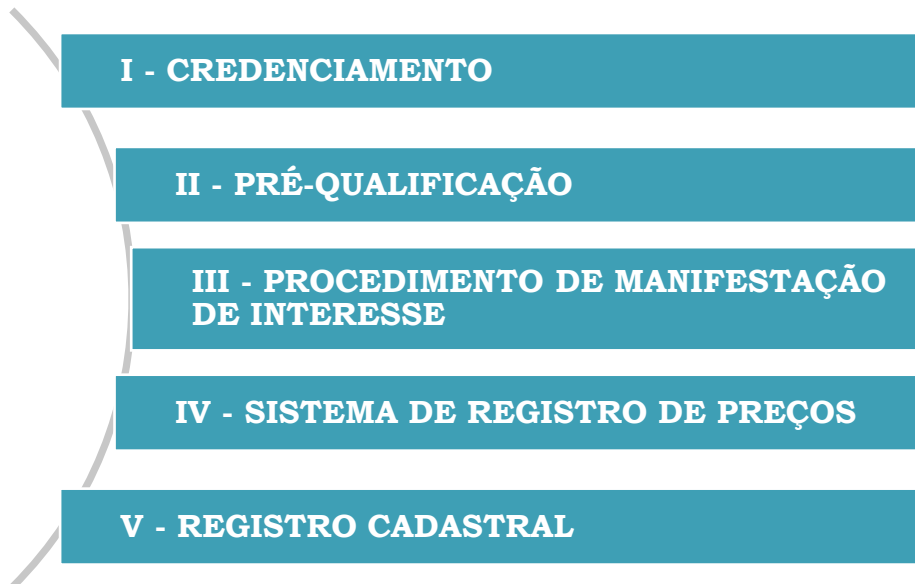 I - CREDENCIAMENTO
II - PRÉ-QUALIFICAÇÃO
III - PROCEDIMENTO DE MANIFESTAÇÃO
DE INTERESSE
IV - SISTEMA DE REGISTRO DE PREÇOS
V - REGISTRO CADASTRAL